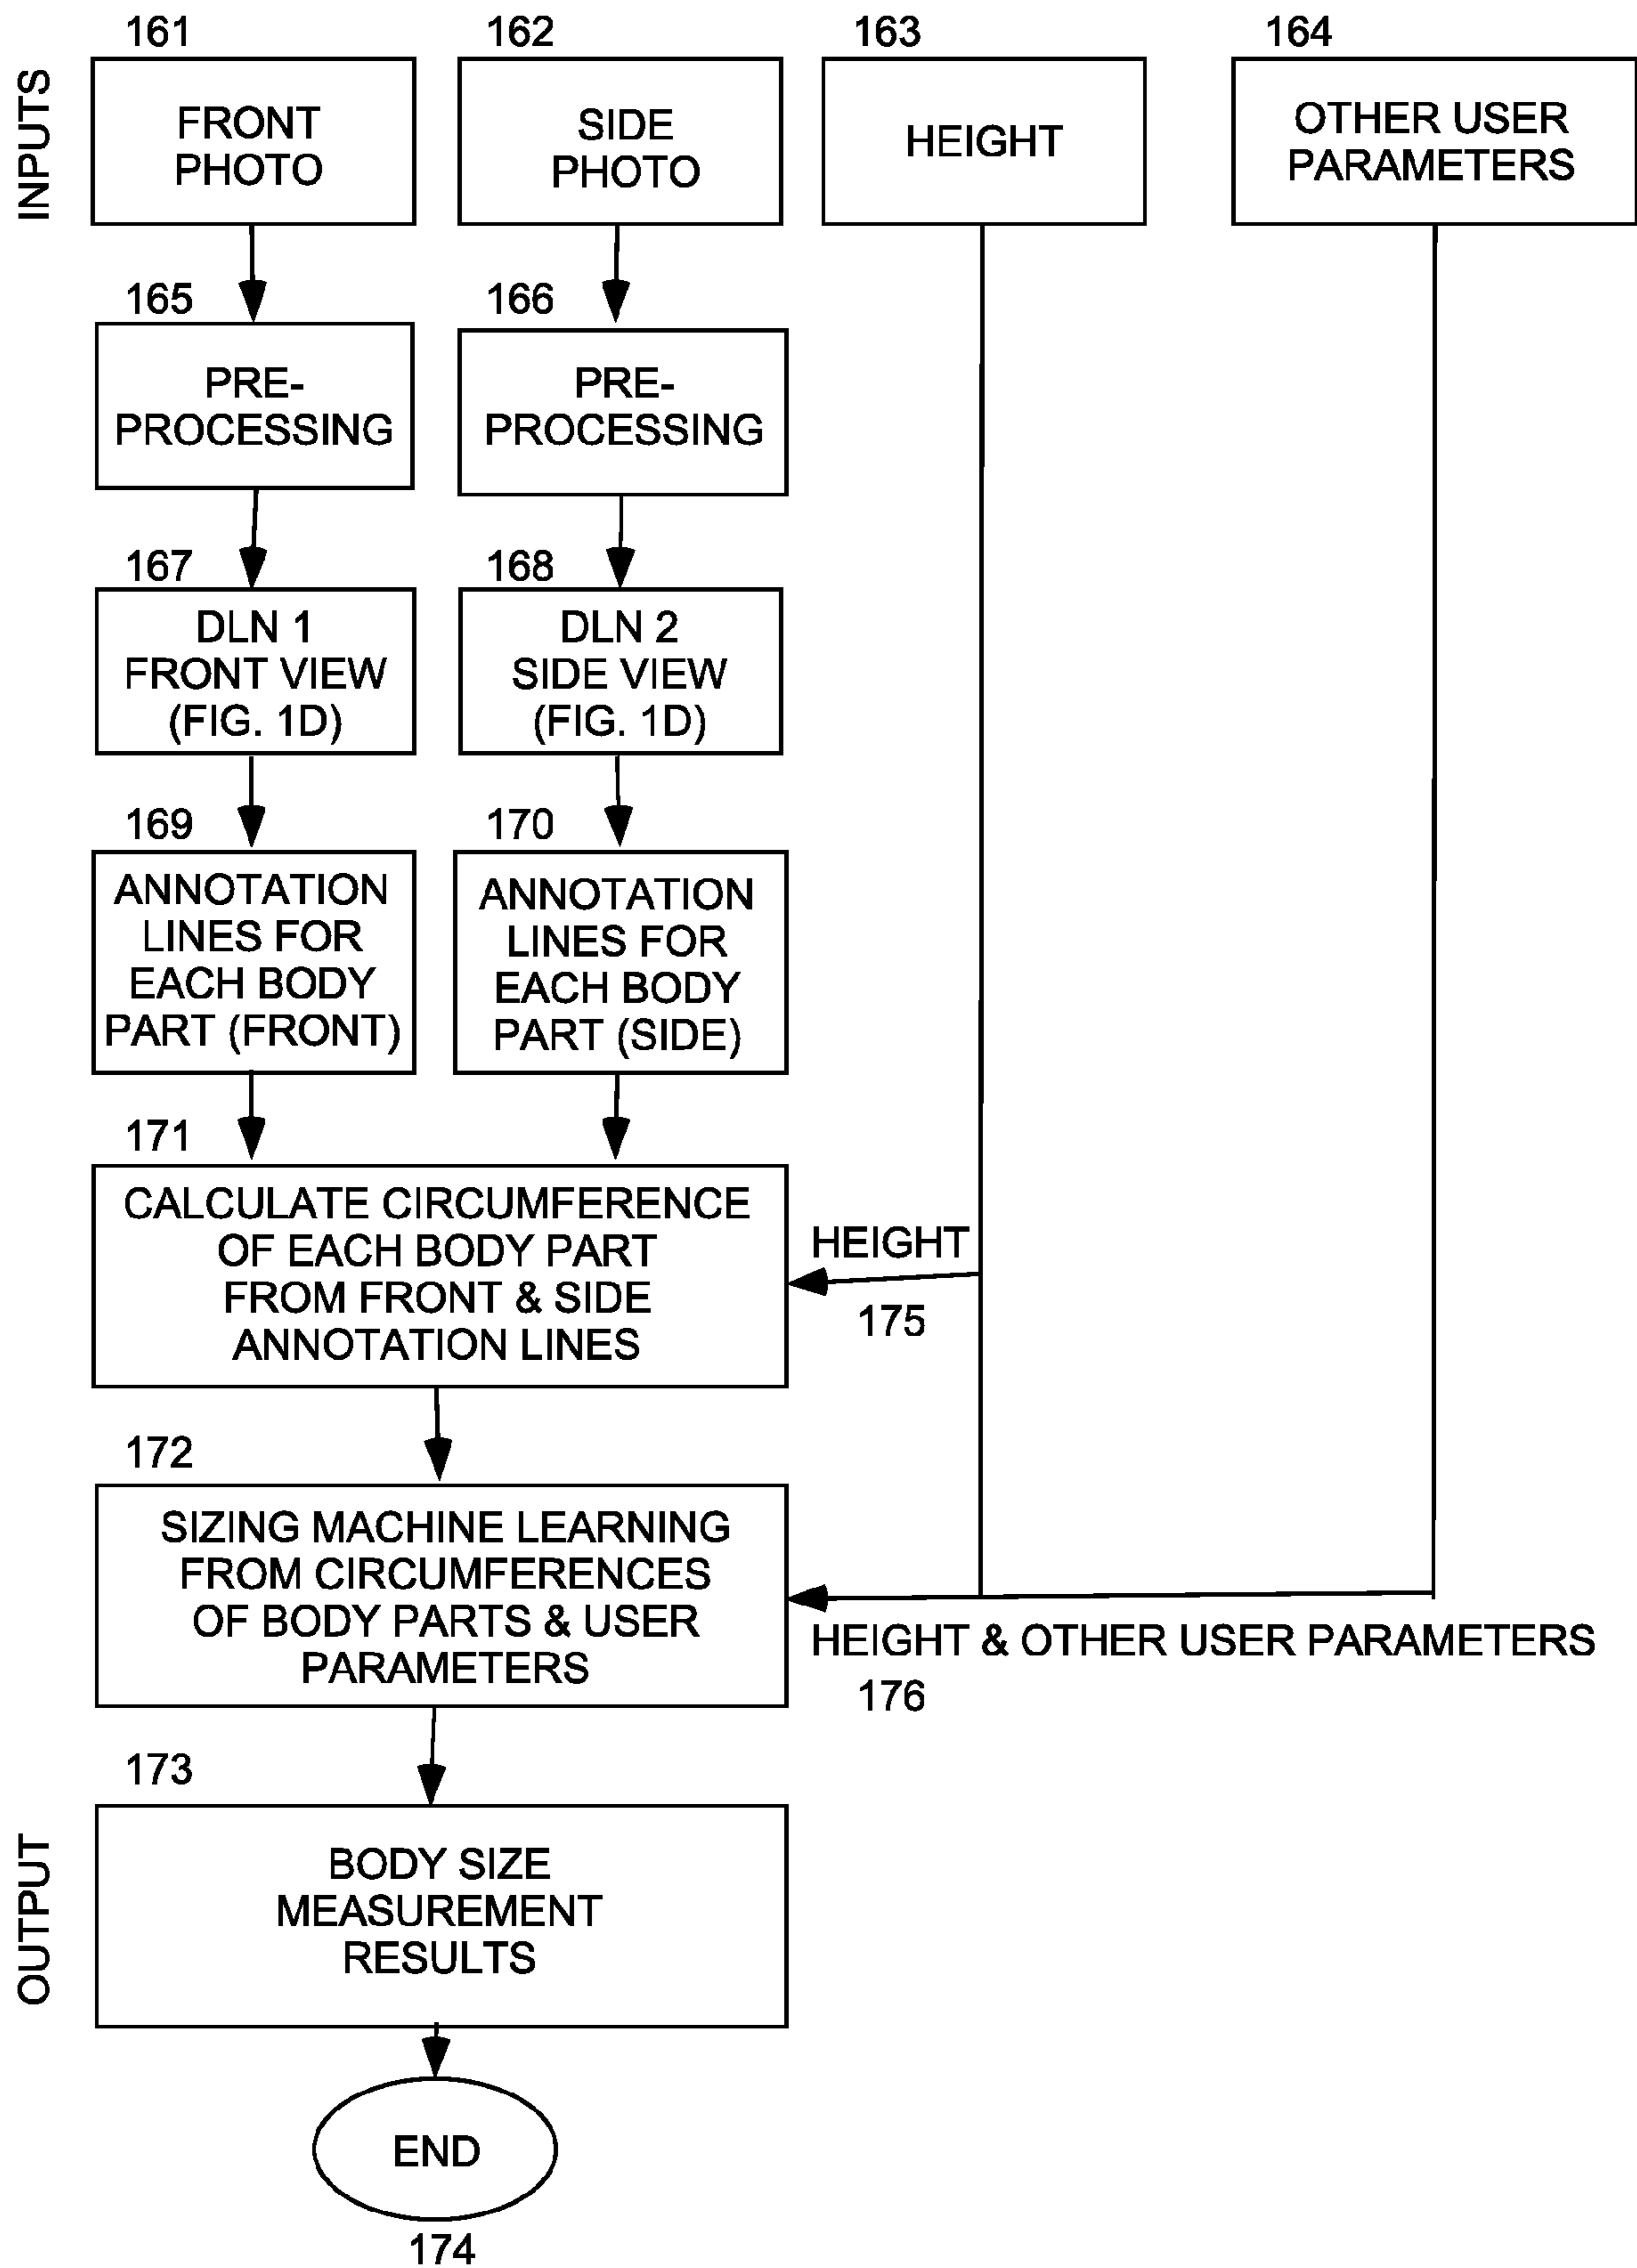 INPUTS
161
FRONT
PHOTO
162
SIDE
PHOTO
163
HEIGHT
164
OTHER USER
PARAMETERS
165
PRE-
PROCESSING
166
PRE-
PROCESSING
167
DLN 1
FRONT VIEW
(FIG. 1D)
168
DLN 2
SIDE VIEW
(FIG. 1D)
169
ANNOTATION
LINES FOR
EACH BODY
PART (FRONT)
170
ANNOTATION
LINES FOR
EACH BODY
PART (SIDE)
171
CALCULATE CIRCUMFERENCE
OF EACH BODY PART
FROM FRONT & SIDE
ANNOTATION LINES
HEIGHT
175
172
SIZING MACHINE LEARNING
FROM CIRCUMFERENCES
OF BODY PARTS & USER
PARAMETERS
HEIGHT & OTHER USER PARAMETERS
176
OUTPUT
173
BODY SIZE
MEASUREMENT
RESULTS
END
174